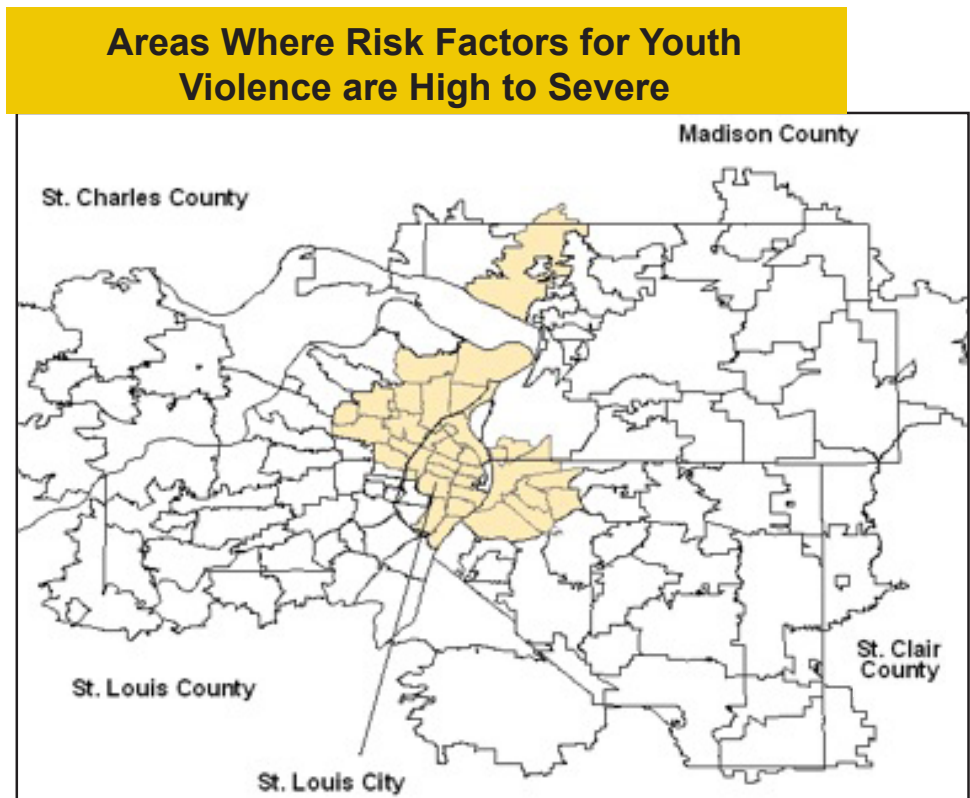 Areas Where Risk Factors for Youth
Violence are High to Severe
Madison County
St. Charles County
St. Clair
County
St. Louis County
St. Louis City